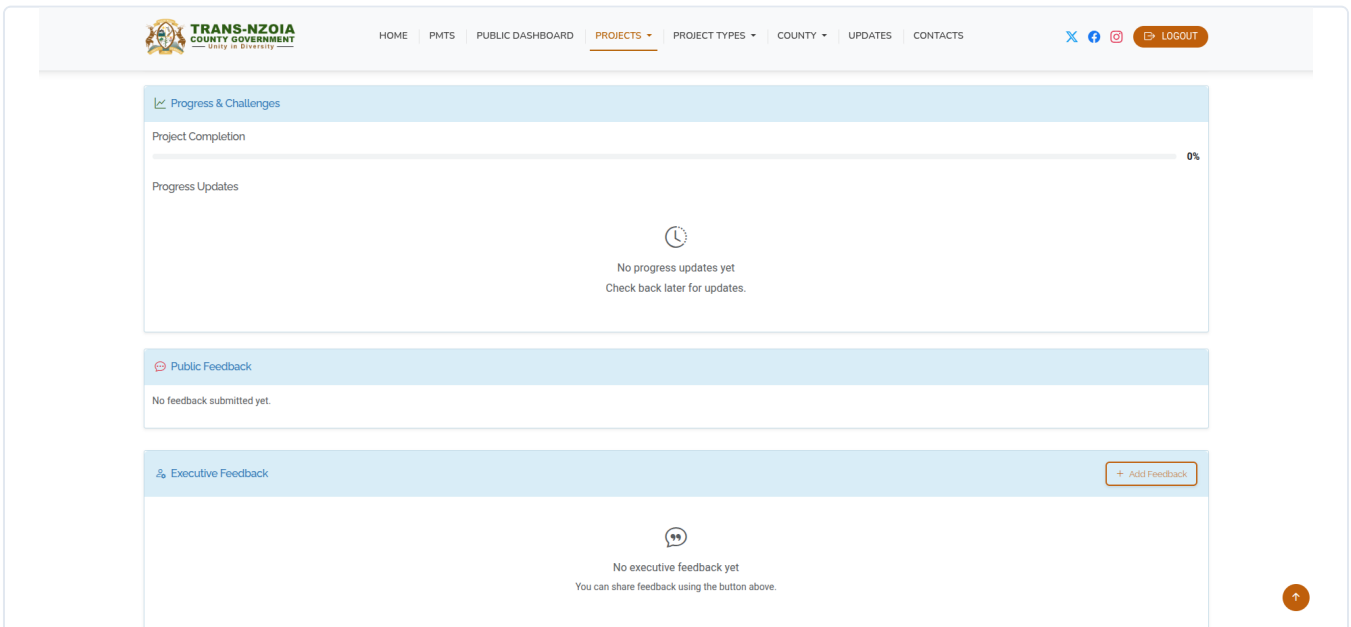 TRANS-NZOIA
COUNTY GOVERNMENT
Unity in Diversity
HOME PMTS PUBLIC DASHBOARD PROJECTS PROJECT TYPES COUNTY UPDATES CONTACTS LOGOUT
Progress & Challenges
Project Completion
0%
Progress Updates
No progress updates yet
Check back later for updates.
Public Feedback
No feedback submitted yet.
Executive Feedback
+ Add Feedback
No executive feedback yet
You can share feedback using the button above.